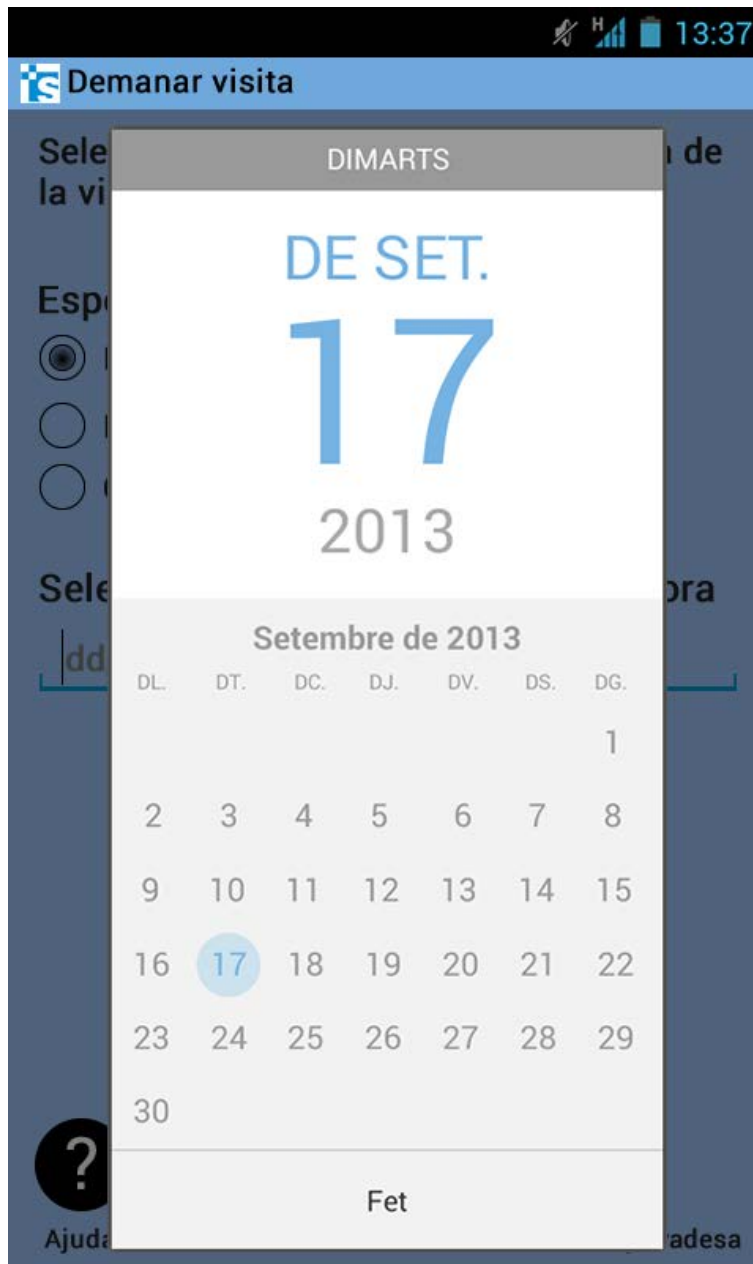 13:37
Demanar visita
Sele DIMARTS de
la vi
DE SET.
17
2013
Esp
Sele ora
dd
Setembre de 2013
DL. DT. DC. DJ. DV. DS. DG.
1
2 3 4 5 6 7 8
9 10 11 12 13 14 15
16 17 18 19 20 21 22
23 24 25 26 27 28 29
30
?
Fet
Ajuda adesa